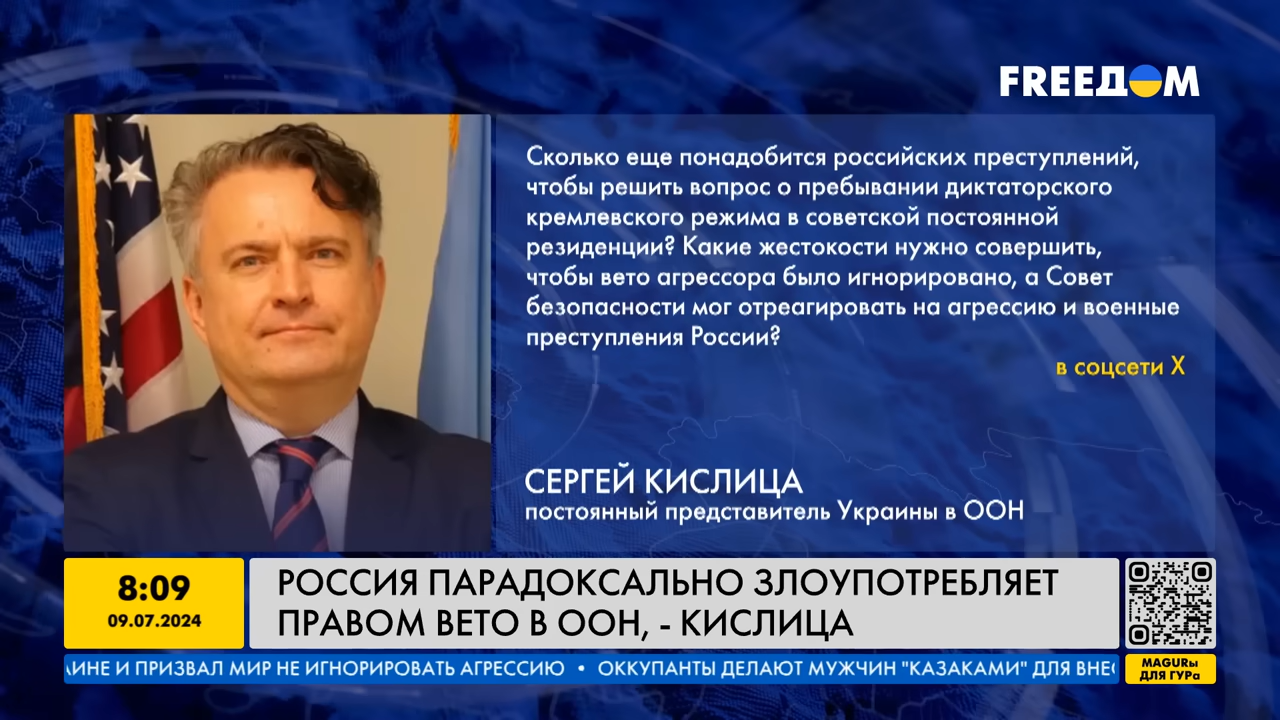 FREEДOM
Сколько еще понадобится российских преступлений,
чтобы решить вопрос о пребывании диктаторского
кремлевского режима в советской постоянной
резиденции? Какие жестокости нужно совершить,
чтобы вето агрессора было игнорировано, а Совет
безопасности мог отреагировать на агрессию и военные
преступления России?
в соцсети X
СЕРГЕЙ КИСЛИЦА
постоянный представитель Украины в ООН
8:09
09.07.2024
РОССИЯ ПАРАДОКСАЛЬНО ЗЛОУПОТРЕБЛЯЕТ
ПРАВОМ ВЕТО В ООН, - КИСЛИЦА
АИНЕ И ПРИЗВАЛ МИР НЕ ИГНОРИРОВАТЬ АГРЕССИЮ • ОККУПАНТЫ ДЕЛАЮТ МУЖЧИН "КАЗАКАМИ" ДЛЯ ВНЕ
MAGURы
ДЛЯ ГУРа